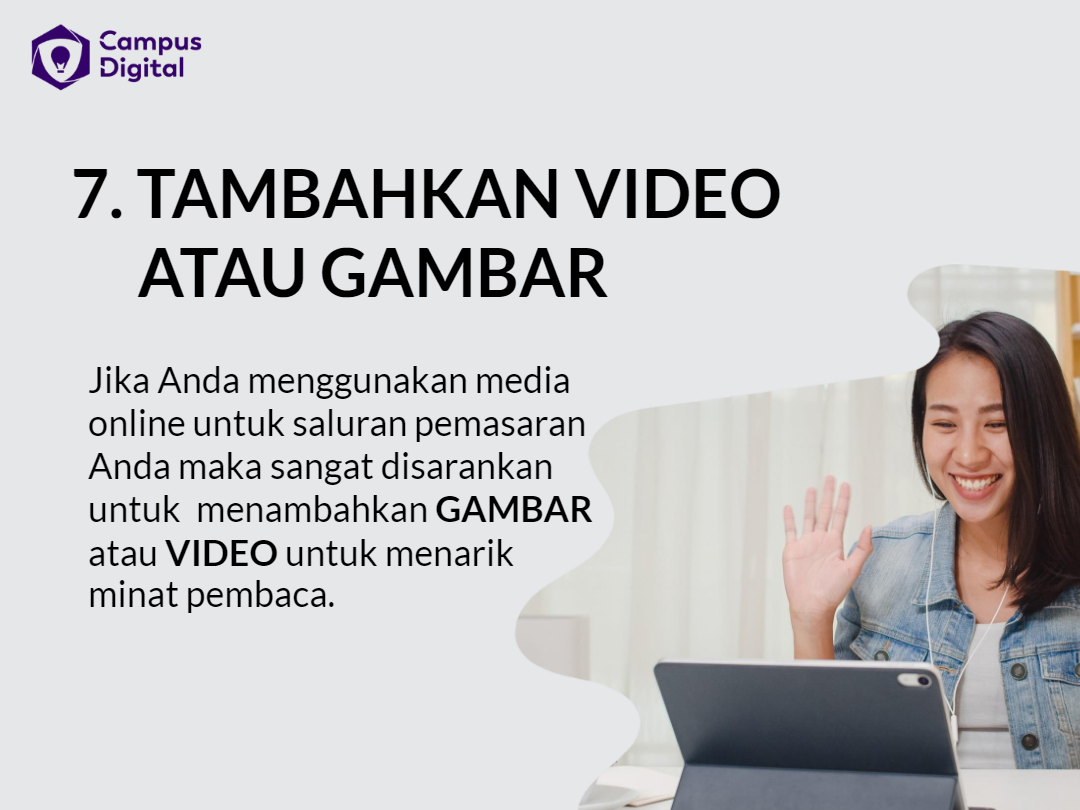 Campus
Digital
7. TAMBAHKAN VIDEO
ATAU GAMBAR
Jika Anda menggunakan media
online untuk saluran pemasaran
Anda maka sangat disarankan
untuk  menambahkan GAMBAR
atau VIDEO untuk menarik
minat pembaca.